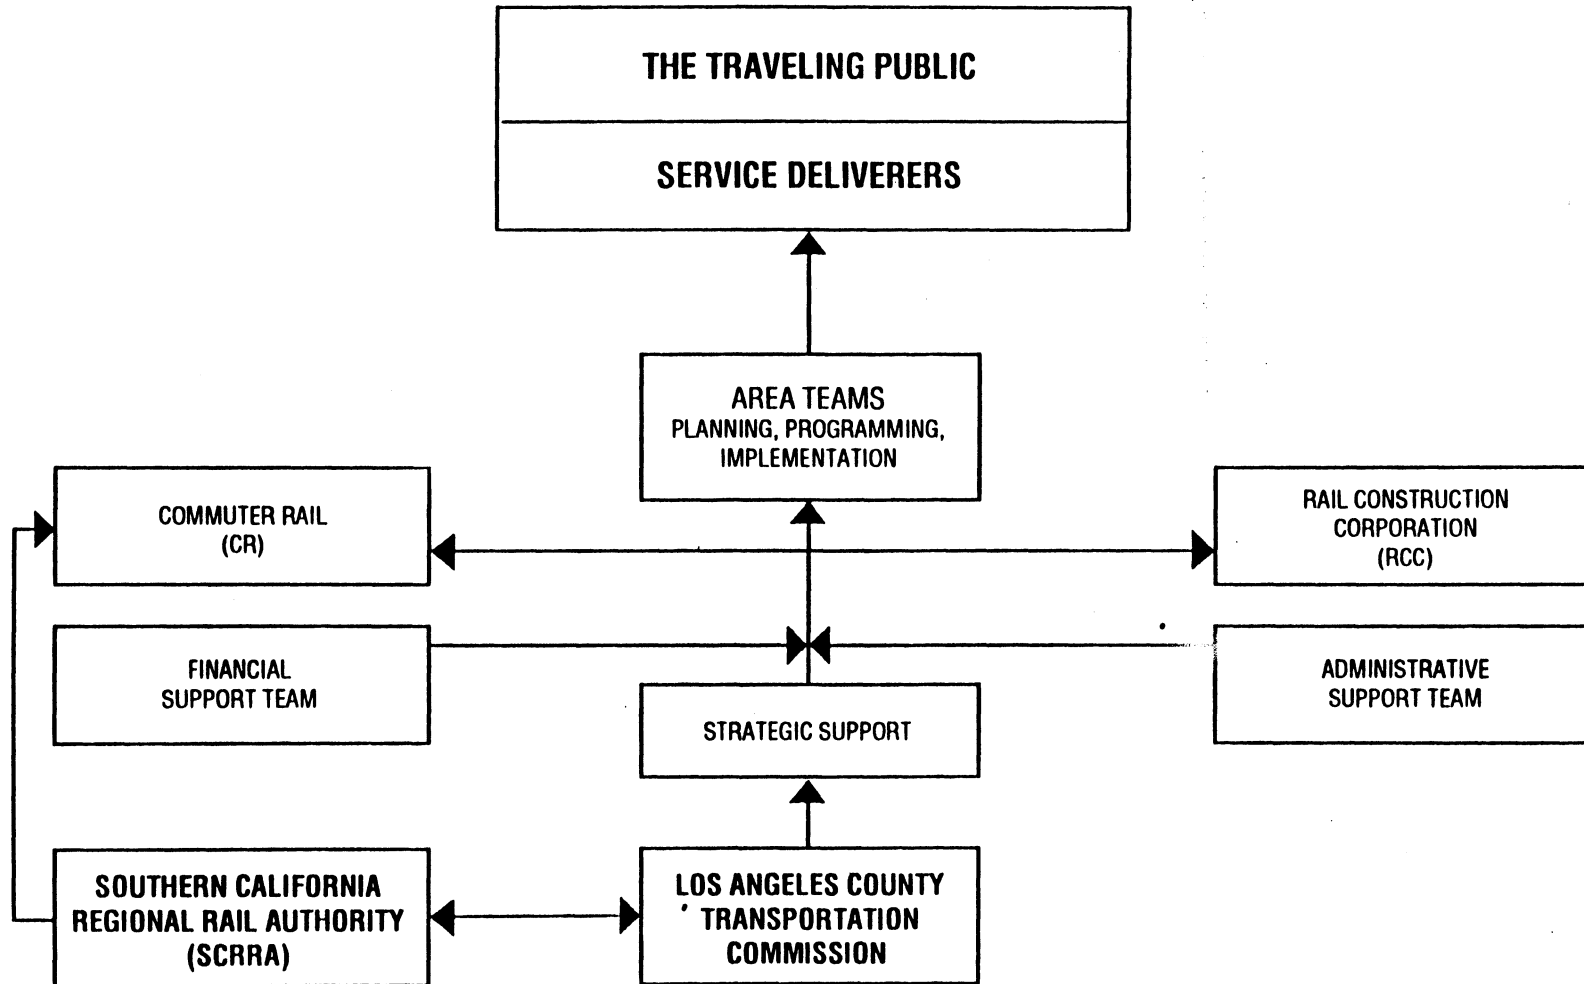 THE TRAVELING PUBLIC
SERVICE DELIVERERS
AREA TEAMS
PLANNING, PROGRAMMING,
IMPLEMENTATION
COMMUTER RAIL
(CR)
RAIL CONSTRUCTION
CORPORATION
(RCC)
FINANCIAL
SUPPORT TEAM
ADMINISTRATIVE
SUPPORT TEAM
STRATEGIC SUPPORT
SOUTHERN CALIFORNIA
REGIONAL RAIL AUTHORITY
(SCRRA)
LOS ANGELES COUNTY
TRANSPORTATION
COMMISSION